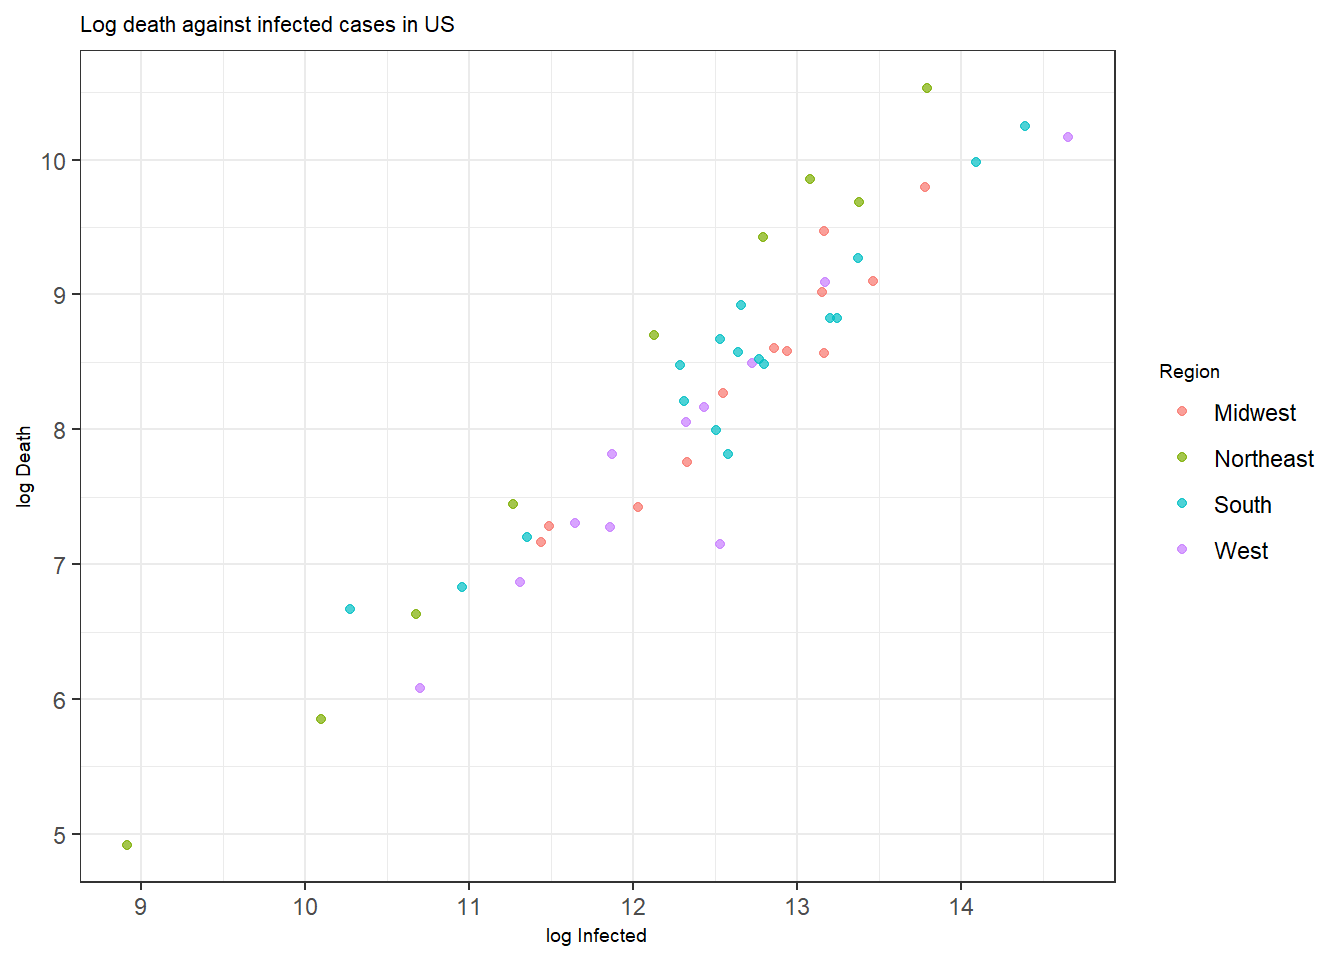 Log death against infected cases in US
10
9
8
7
6
5
log Death
9 10 11 12 13 14
log Infected
Region
Midwest
Northeast
South
West